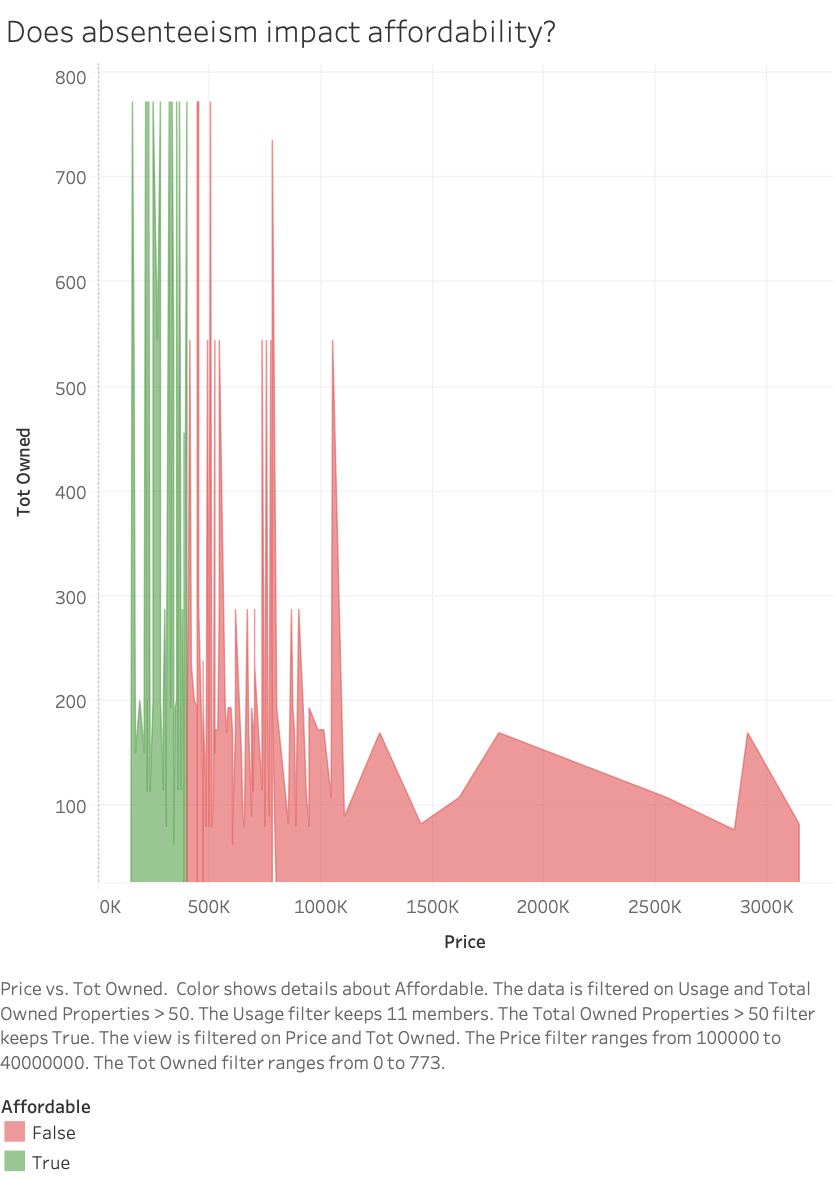 Does absenteeism impact affordability?
800
700
600
500
400
300
200
100
Tot Owned
0K 500K 1000K 1500K 2000K 2500K 3000K
Price
Price vs. Tot Owned.  Color shows details about Affordable. The data is filtered on Usage and Total
Owned Properties > 50. The Usage filter keeps 11 members. The Total Owned Properties > 50 filter
keeps True. The view is filtered on Price and Tot Owned. The Price filter ranges from 100000 to
40000000. The Tot Owned filter ranges from 0 to 773.
Affordable
False
True